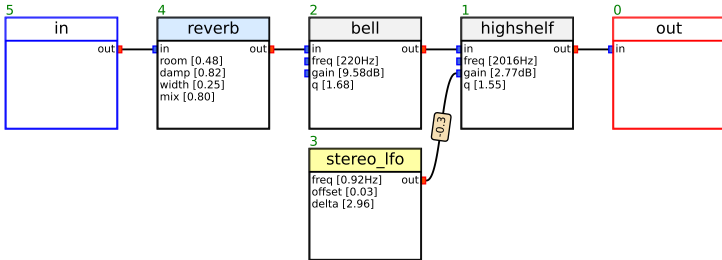 5
in
out
4
reverb
in
out
room [0.48]
damp [0.82]
width [0.25]
mix [0.80]
2
bell
in
out
freq [220Hz]
gain [9.58dB]
q [1.68]
1
highshelf
in
out
freq [2016Hz]
gain [2.77dB]
q [1.55]
0
out
in
-0.3
3
stereo_lfo
freq [0.92Hz]
out
offset [0.03]
delta [2.96]